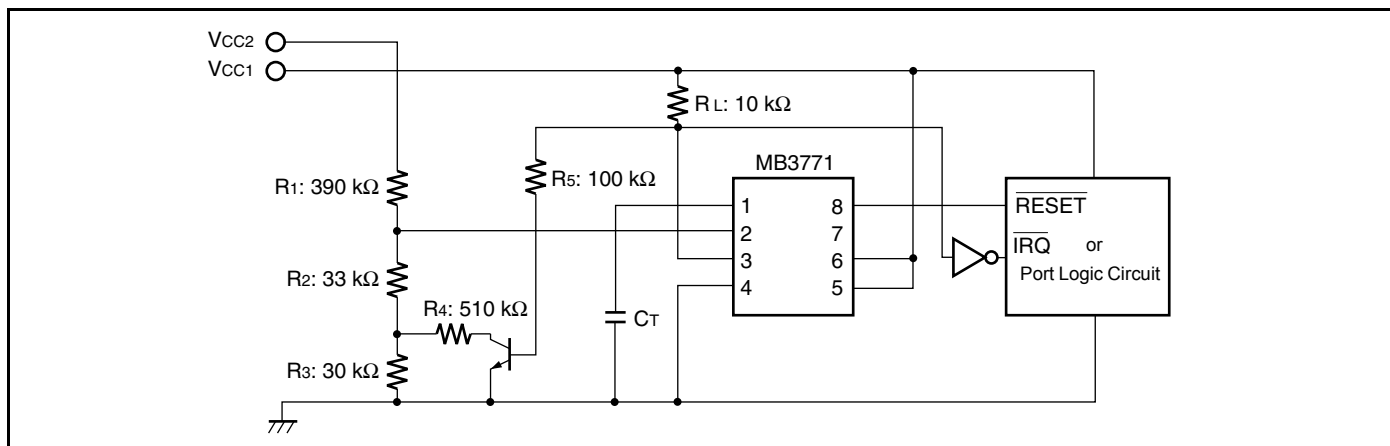 VCC2
VCC1
RL: 10 kΩ
MB3771
R1: 390 kΩ
R5: 100 kΩ
1 8
2 7
3 6
4 5
RESET
IRQ or
Port Logic Circuit
R2: 33 kΩ
R4: 510 kΩ
CT
R3: 30 kΩ